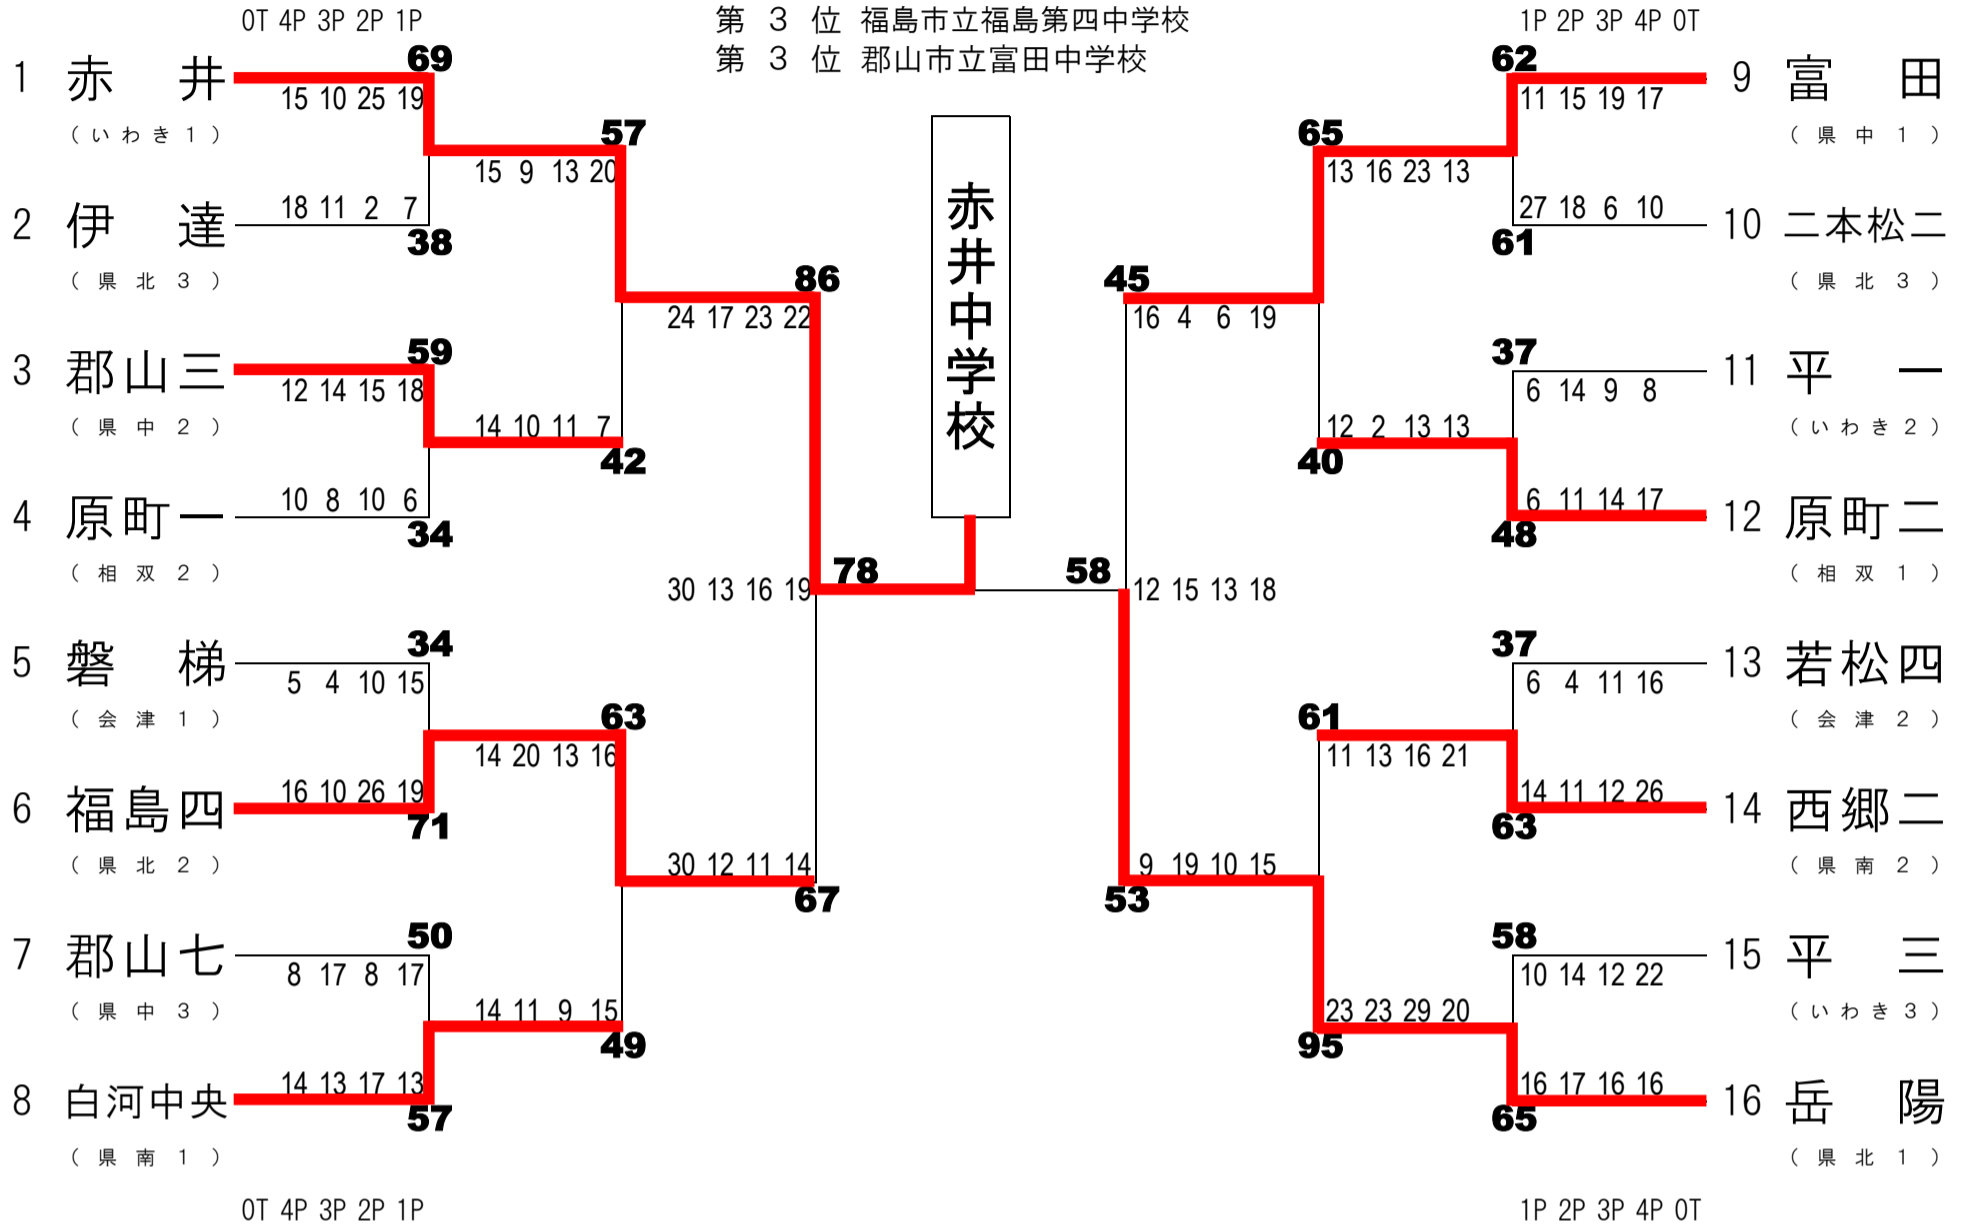 0T 4P 3P 2P 1P
第 3 位 福島市立福島第四中学校
第 3 位 郡山市立富田中学校
1P 2P 3P 4P 0T
1 赤 井
(いわき1)
69
15 10 25 19
2 伊 達
(県北3)
18 11 2 7
38
57
15 9 13 20
3 郡山三
(県中2)
59
12 14 15 18
4 原町一
(相双2)
10 8 10 6
34
14 10 11 7
42
86
24 17 23 22
5 磐 梯
(会津1)
34
5 4 10 15
6 福島四
(県北2)
16 10 26 19
71
63
14 20 13 16
7 郡山七
(県中3)
50
8 17 8 17
8 白河中央
(県南1)
14 13 17 13
57
14 11 9 15
49
30 12 11 14
67
78
30 13 16 19
赤井中学校
58
12 15 13 18
45
16 4 6 19
65
13 16 23 13
62
11 15 19 17
9 富 田
(県中1)
27 18 6 10
61
10 二本松二
(県北3)
12 2 13 13
40
37
6 14 9 8
11 平 一
(いわき2)
6 11 14 17
48
12 原町二
(相双1)
9 19 10 15
53
61
11 13 16 21
37
6 4 11 16
13 若松四
(会津2)
14 11 12 26
63
14 西郷二
(県南2)
23 23 29 20
95
58
10 14 12 22
15 平 三
(いわき3)
16 17 16 16
65
16 岳 陽
(県北1)
0T 4P 3P 2P 1P
1P 2P 3P 4P 0T